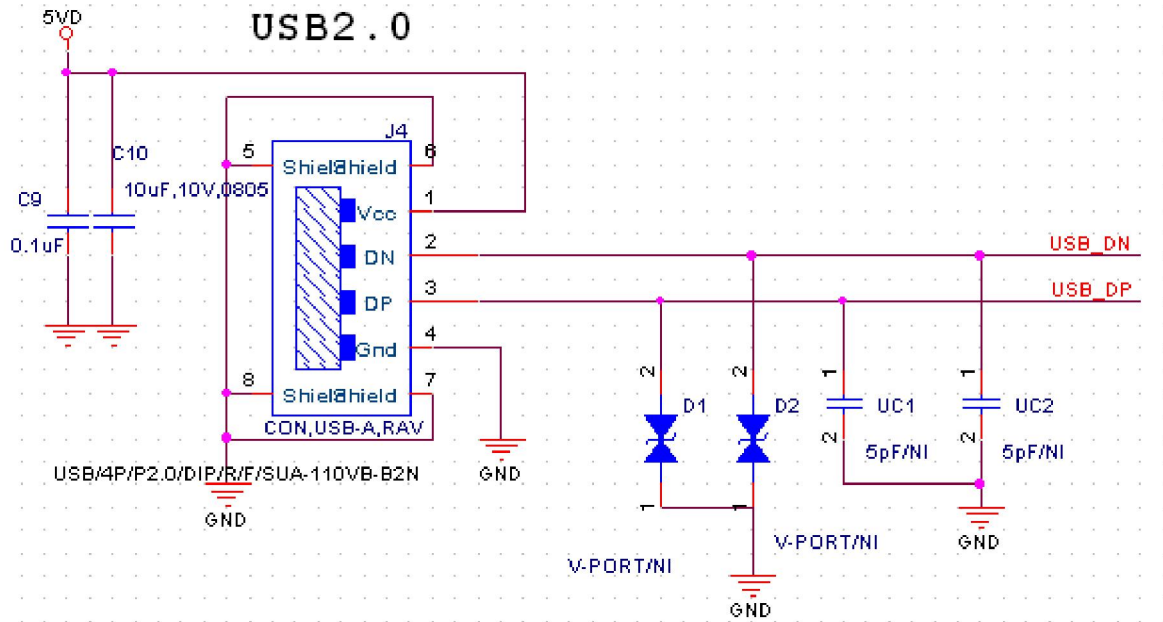 5VD
USB2.0
J4
C10
5
6
Shield
Shield
10uF,10V,0805
C9
1
Vcc
0.1uF
2
DN
USB_DN
3
DP
USB_DP
4
Gnd
2
2
1
1
8
7
Shield
Shield
D1
D2
UC1
UC2
CON,USB-A,RAV
2
2
5pF/NI
5pF/NI
USB/4P/P2.0/DIP/R/F/SUA-110VB-B2N
GND
1
1
GND
GND
V-PORT/NI
V-PORT/NI
GND